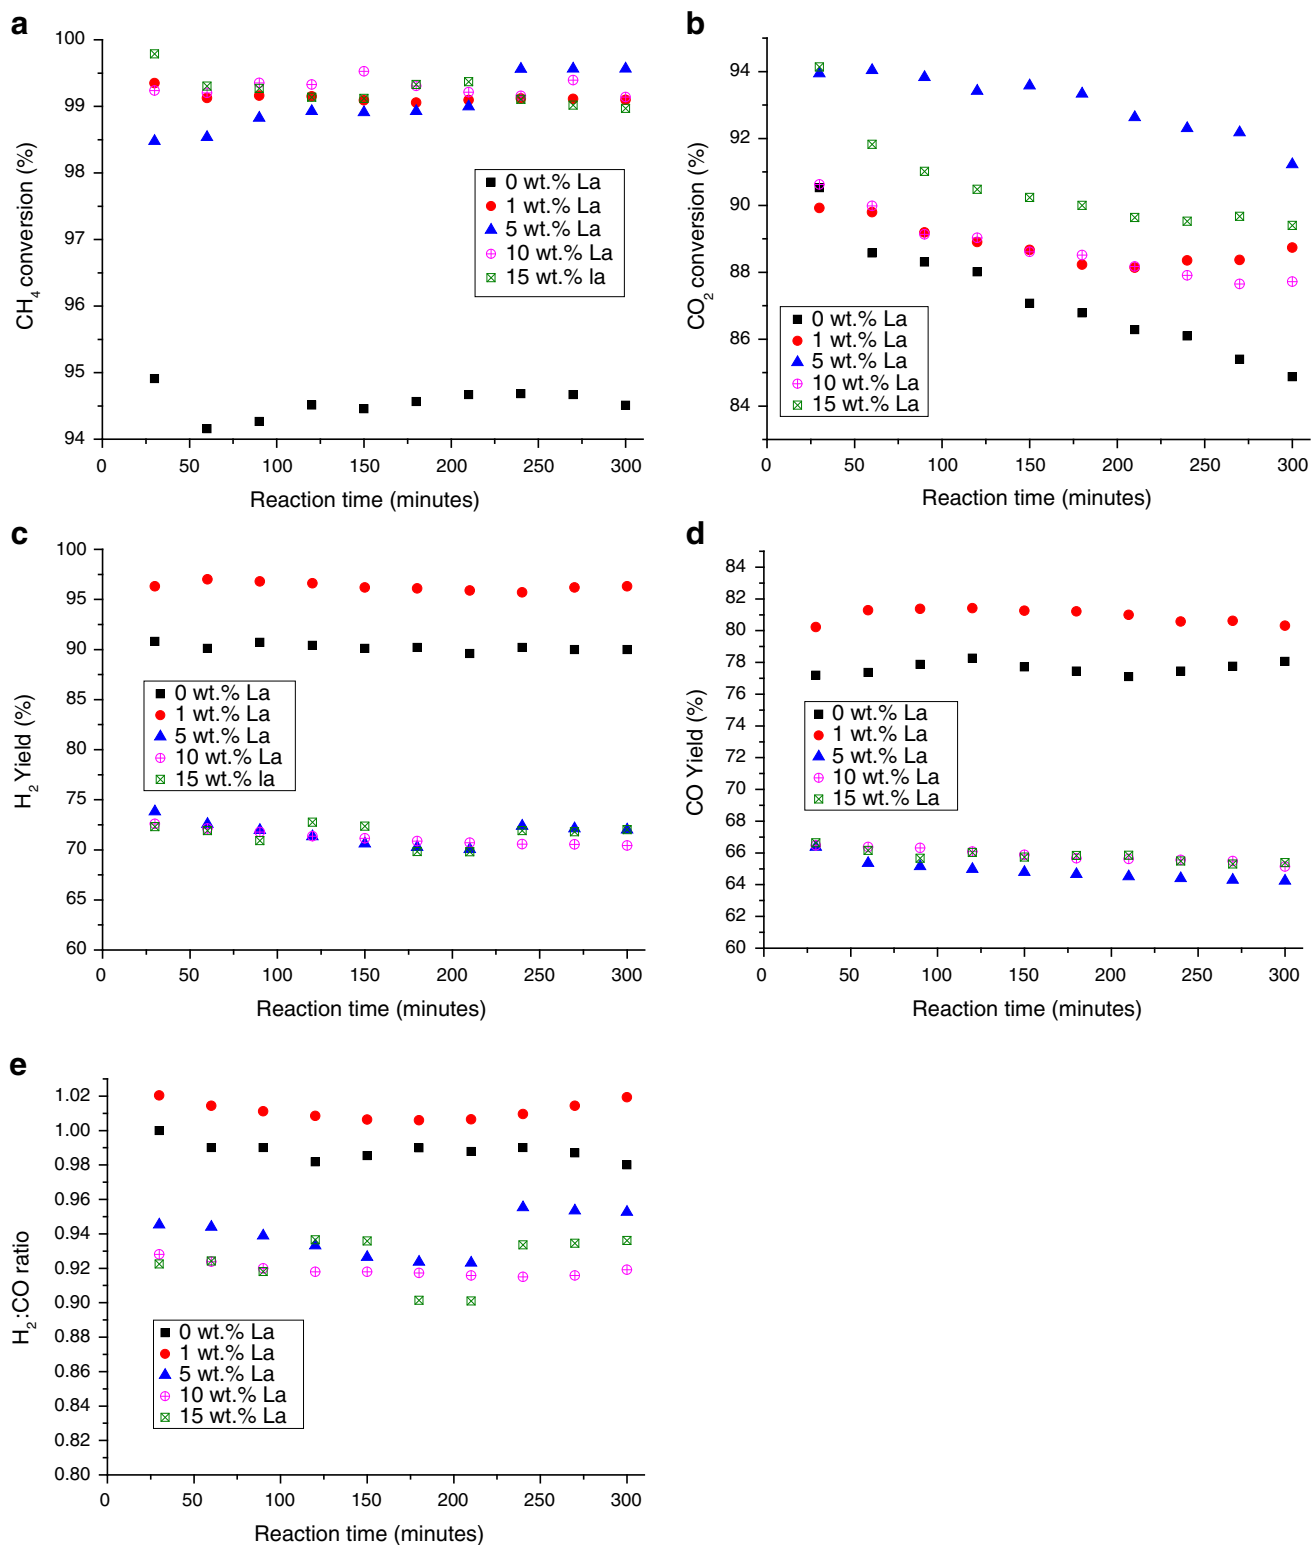 a
100
99
98
97
96
95
94
CH4 conversion (%)
0 wt.% La
1 wt.% La
5 wt.% La
10 wt.% La
15 wt.% la
0 50 100 150 200 250 300
Reaction time (minutes)
b
94
92
90
88
86
84
CO2 conversion (%)
0 wt.% La
1 wt.% La
5 wt.% La
10 wt.% La
15 wt.% La
0 50 100 150 200 250 300
Reaction time (minutes)
c
100
95
90
85
80
75
70
65
60
H2 Yield (%)
0 wt.% La
1 wt.% La
5 wt.% La
10 wt.% La
15 wt.% la
0 50 100 150 200 250 300
Reaction time (minutes)
d
84
82
80
78
76
74
72
70
68
66
64
62
60
CO Yield (%)
0 wt.% La
1 wt.% La
5 wt.% La
10 wt.% La
15 wt.% La
0 50 100 150 200 250 300
Reaction time (minutes)
e
1.02
1.00
0.98
0.96
0.94
0.92
0.90
0.88
0.86
0.84
0.82
0.80
H2:CO ratio
0 wt.% La
1 wt.% La
5 wt.% La
10 wt.% La
15 wt.% La
0 50 100 150 200 250 300
Reaction time (minutes)